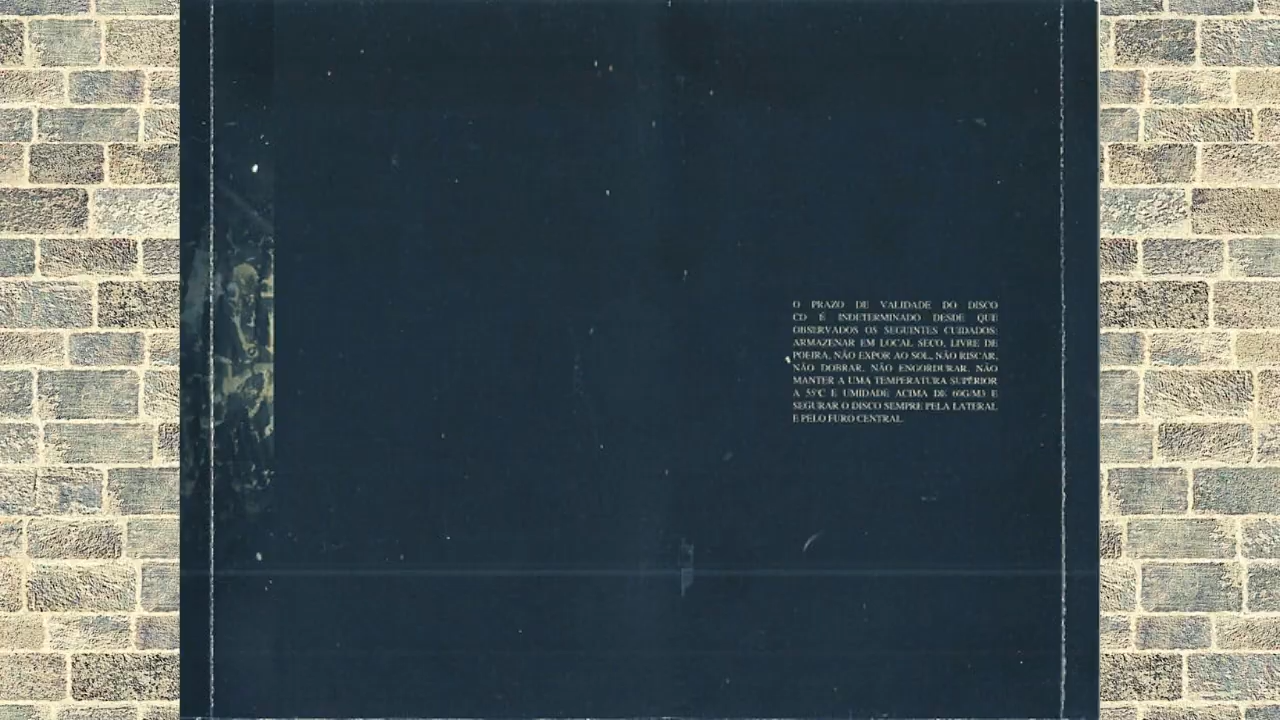 O PRAZO DE VALIDADE DO DISCO
CD É INDETERMINADO DESDE QUE
OBSERVADOS OS SEGUINTES CUIDADOS:
ARMAZENAR EM LOCAL SECO, LIVRE DE
POEIRA, NÃO EXPOR AO SOL, NÃO RISCAR,
NÃO DOBRAR, NÃO ENGORDURAR, NÃO
MANTER A UMA TEMPERATURA SUPERIOR
A 55°C E UMIDADE ACIMA DE 60G/M3 E
SEGURAR O DISCO SEMPRE PELA LATERAL
E PELO FURO CENTRAL.